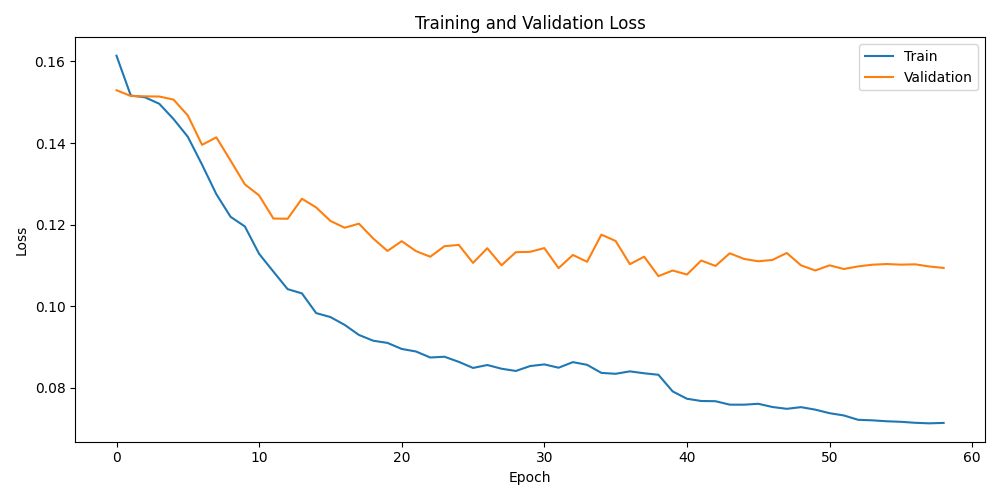 Training and Validation Loss
Train
Validation
0.16
0.14
0.12
0.10
0.08
Loss
0 10 20 30 40 50 60
Epoch